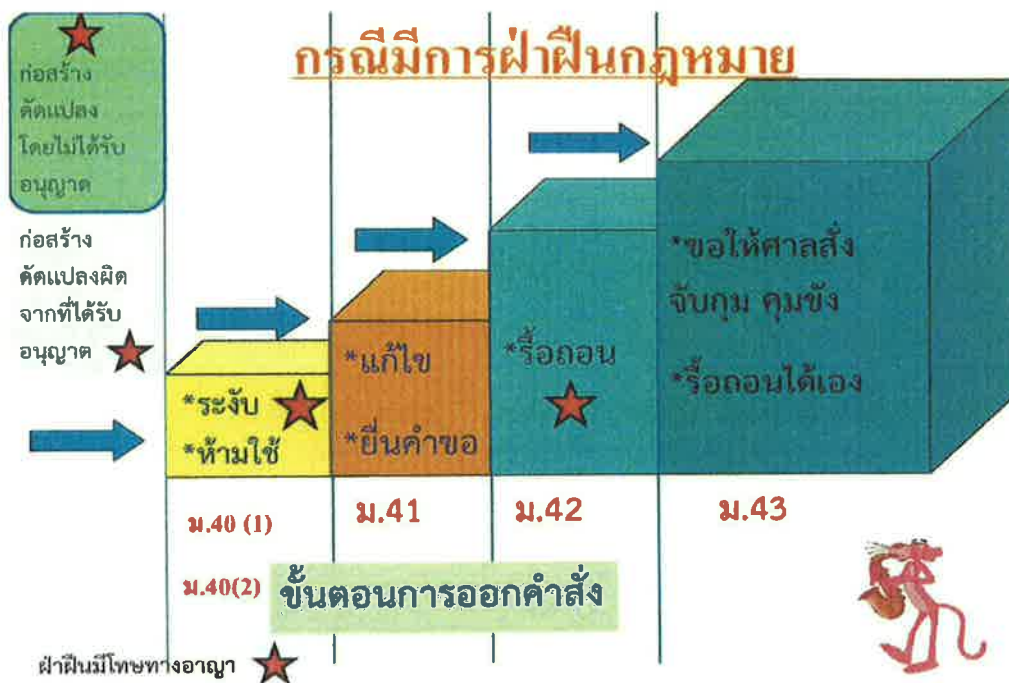 กรณีมีการฝ่าฝืนกฎหมาย
ก่อสร้าง
ดัดแปลง
โดยไม่ได้รับ
อนุญาต
ก่อสร้าง
ดัดแปลงผิด
จากที่ได้รับ
อนุญาต
*ระงับ
*ห้ามใช้
*แก้ไข
*ยื่นคำขอ
*รื้อถอน
*ขอให้ศาลสั่ง
จับกุม คุมขัง
*รื้อถอนได้เอง
ม.40 (1)
ม.40(2)
ม.41
ม.42
ม.43
ขั้นตอนการออกคำสั่ง
ฝ่าฝืนมีโทษทางอาญา